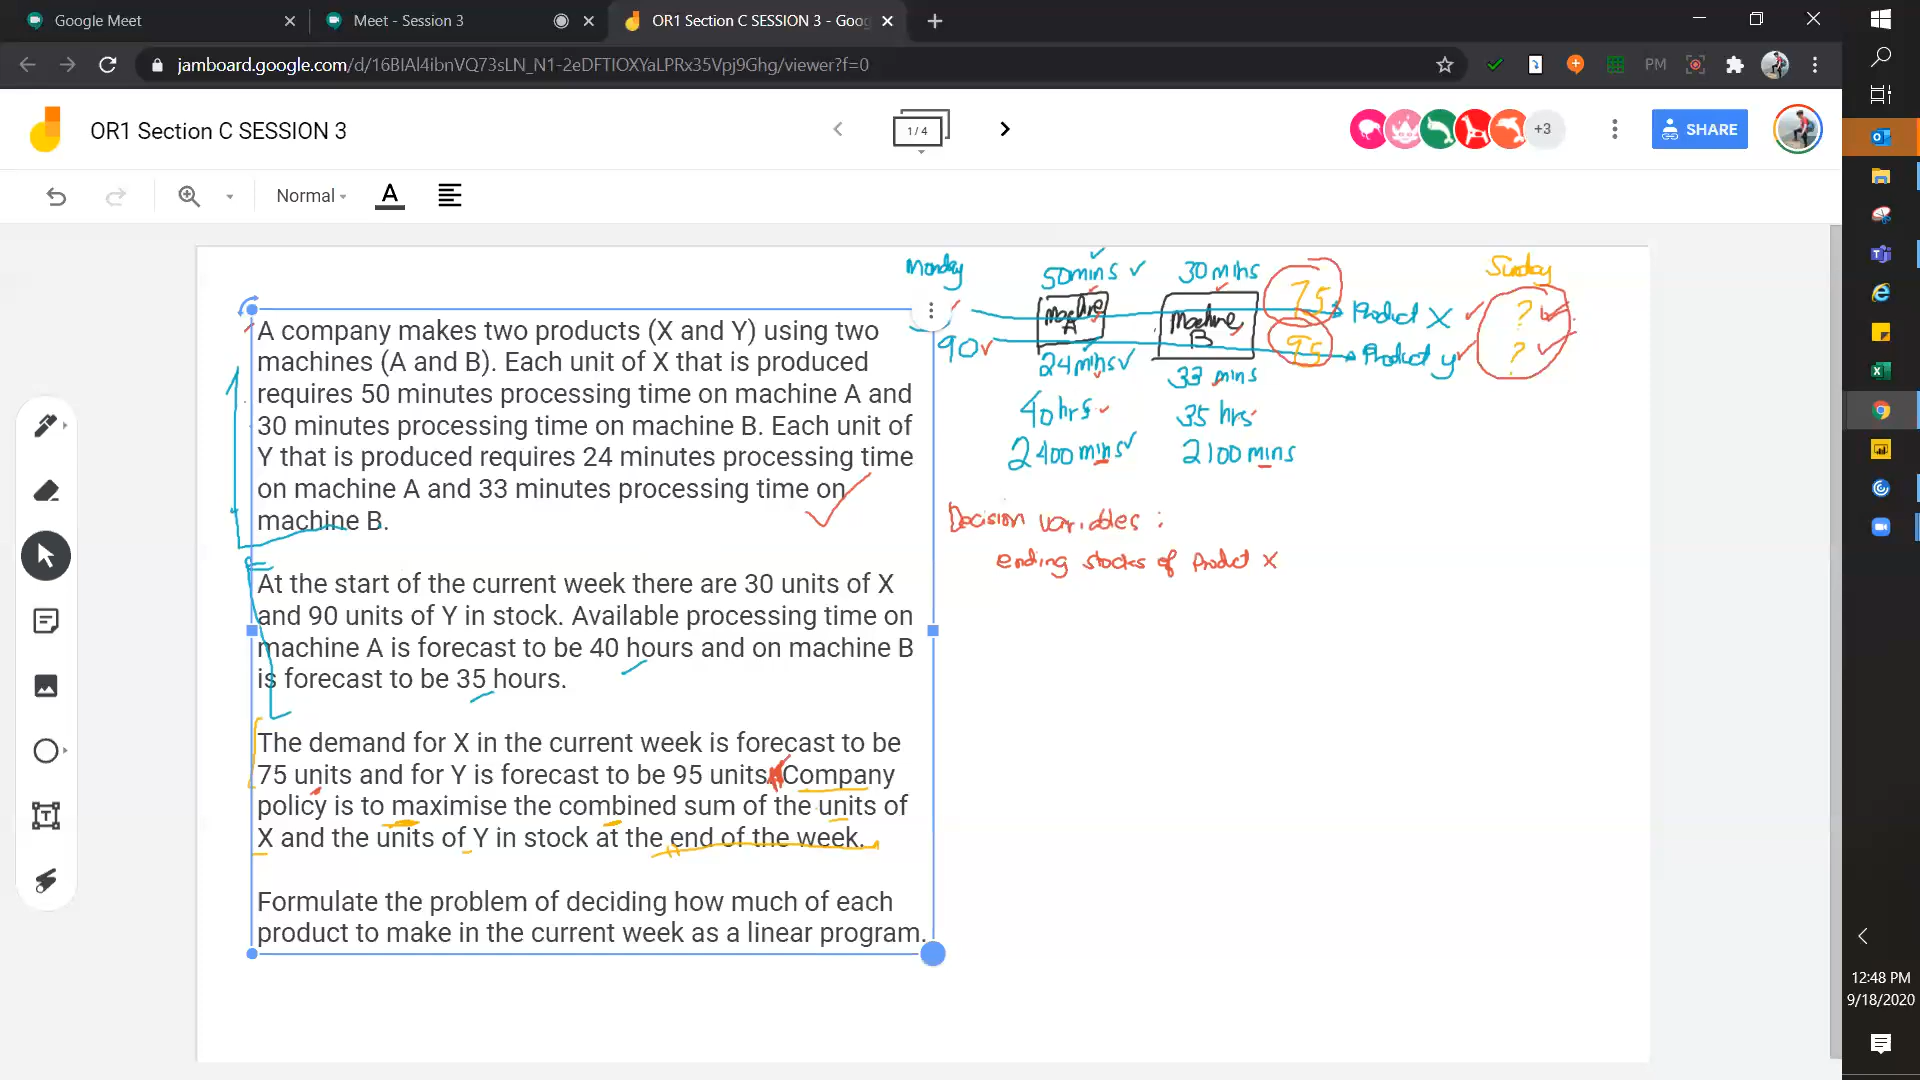 Google Meet
Meet - Session 3
OR1 Section C SESSION 3 - Goog
jamboard.google.com/d/16BIAl4ibnVQ73sLN_N1-2eDFTIOXYaLPRx35Vpj9Ghg/viewer?f=0
PM
OR1 Section C SESSION 3
1 / 4
+3
SHARE
Normal
A
Monday
50mins
30 mins
75
Sunday
Machine
A
Machine
B
Product X
?
90
95
Product y
?
24 mins
33 mins
40 hrs
35 hrs
2400 mins
2100 mins
A company makes two products (X and Y) using two
machines (A and B). Each unit of X that is produced
requires 50 minutes processing time on machine A and
30 minutes processing time on machine B. Each unit of
Y that is produced requires 24 minutes processing time
on machine A and 33 minutes processing time on
machine B.
Decision variables :
ending stocks of Product X
At the start of the current week there are 30 units of X
and 90 units of Y in stock. Available processing time on
machine A is forecast to be 40 hours and on machine B
is forecast to be 35 hours.
The demand for X in the current week is forecast to be
75 units and for Y is forecast to be 95 units. Company
policy is to maximise the combined sum of the units of
X and the units of Y in stock at the end of the week.
Formulate the problem of deciding how much of each
product to make in the current week as a linear program.
12:48 PM
9/18/2020